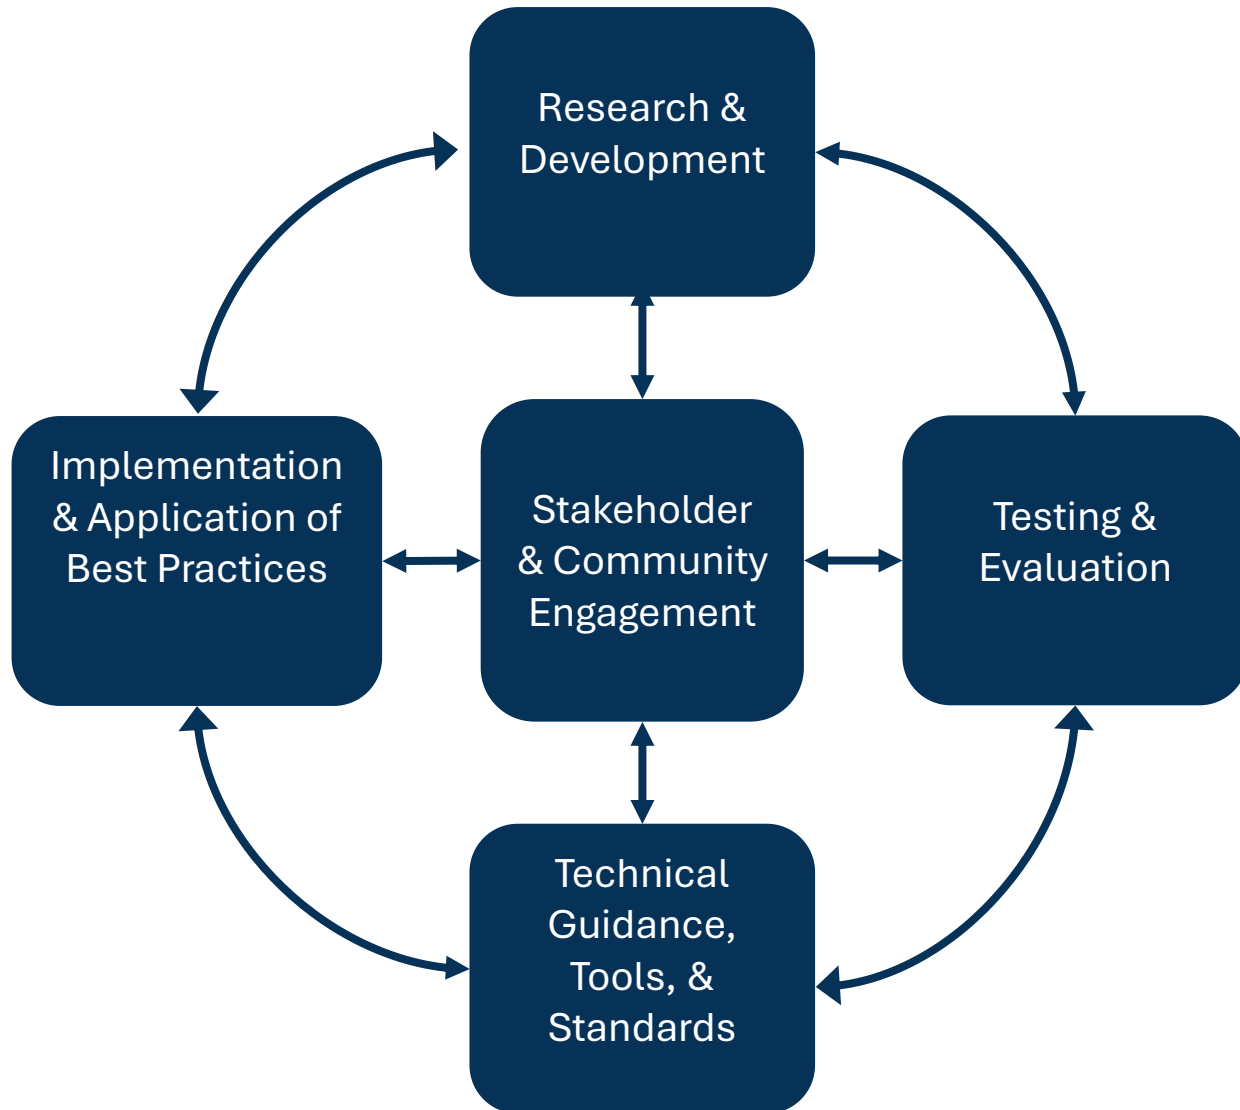 Research &
Development
Implementation
& Application of
Best Practices
Stakeholder
& Community
Engagement
Testing &
Evaluation
Technical
Guidance,
Tools, &
Standards